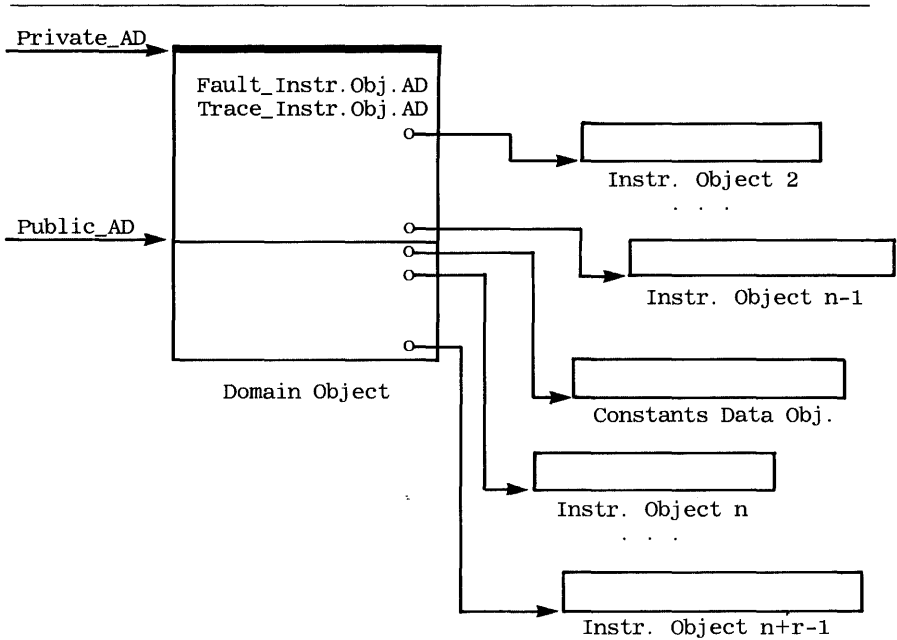 Private_AD
Fault_Instr.Obj.AD
Trace_Instr.Obj.AD
Instr. Object 2
. . .
Public_AD
Instr. Object n-1
Domain Object
Constants Data Obj.
Instr. Object n
. . .
Instr. Object n+r-1